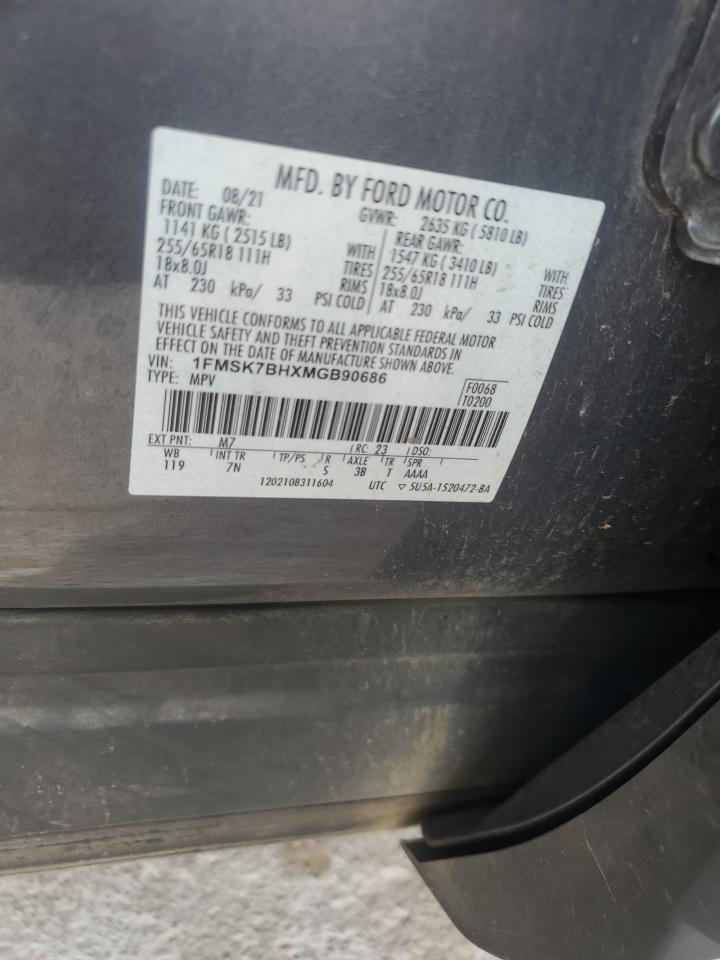 MFD. BY FORD MOTOR CO.
DATE: 08/21 GVWR: 2635 KG ( 5810 LB)
FRONT GAWR: REAR GAWR:
1141 KG ( 2515 LB) WITH 1547 KG ( 3410 LB) WITH
255/65R18 111H TIRES 255/65R18 111H TIRES
18x8.0J RIMS 18x8.0J RIMS
AT 230 kPa/ 33 PSI COLD AT 230 kPa/ 33 PSI COLD
THIS VEHICLE CONFORMS TO ALL APPLICABLE FEDERAL MOTOR
VEHICLE SAFETY AND THEFT PREVENTION STANDARDS IN
EFFECT ON THE DATE OF MANUFACTURE SHOWN ABOVE.
VIN: 1FMSK7BHXMGB90686
TYPE: MPV
F0068
T0200
EXT PNT: M7 RC: 23 DSO:
WB INT TR TP/PS R AXLE TR SPR
119 7N S 3B T AAAA
1202108311604 UTC ▽ 5U5A-1520472-BA